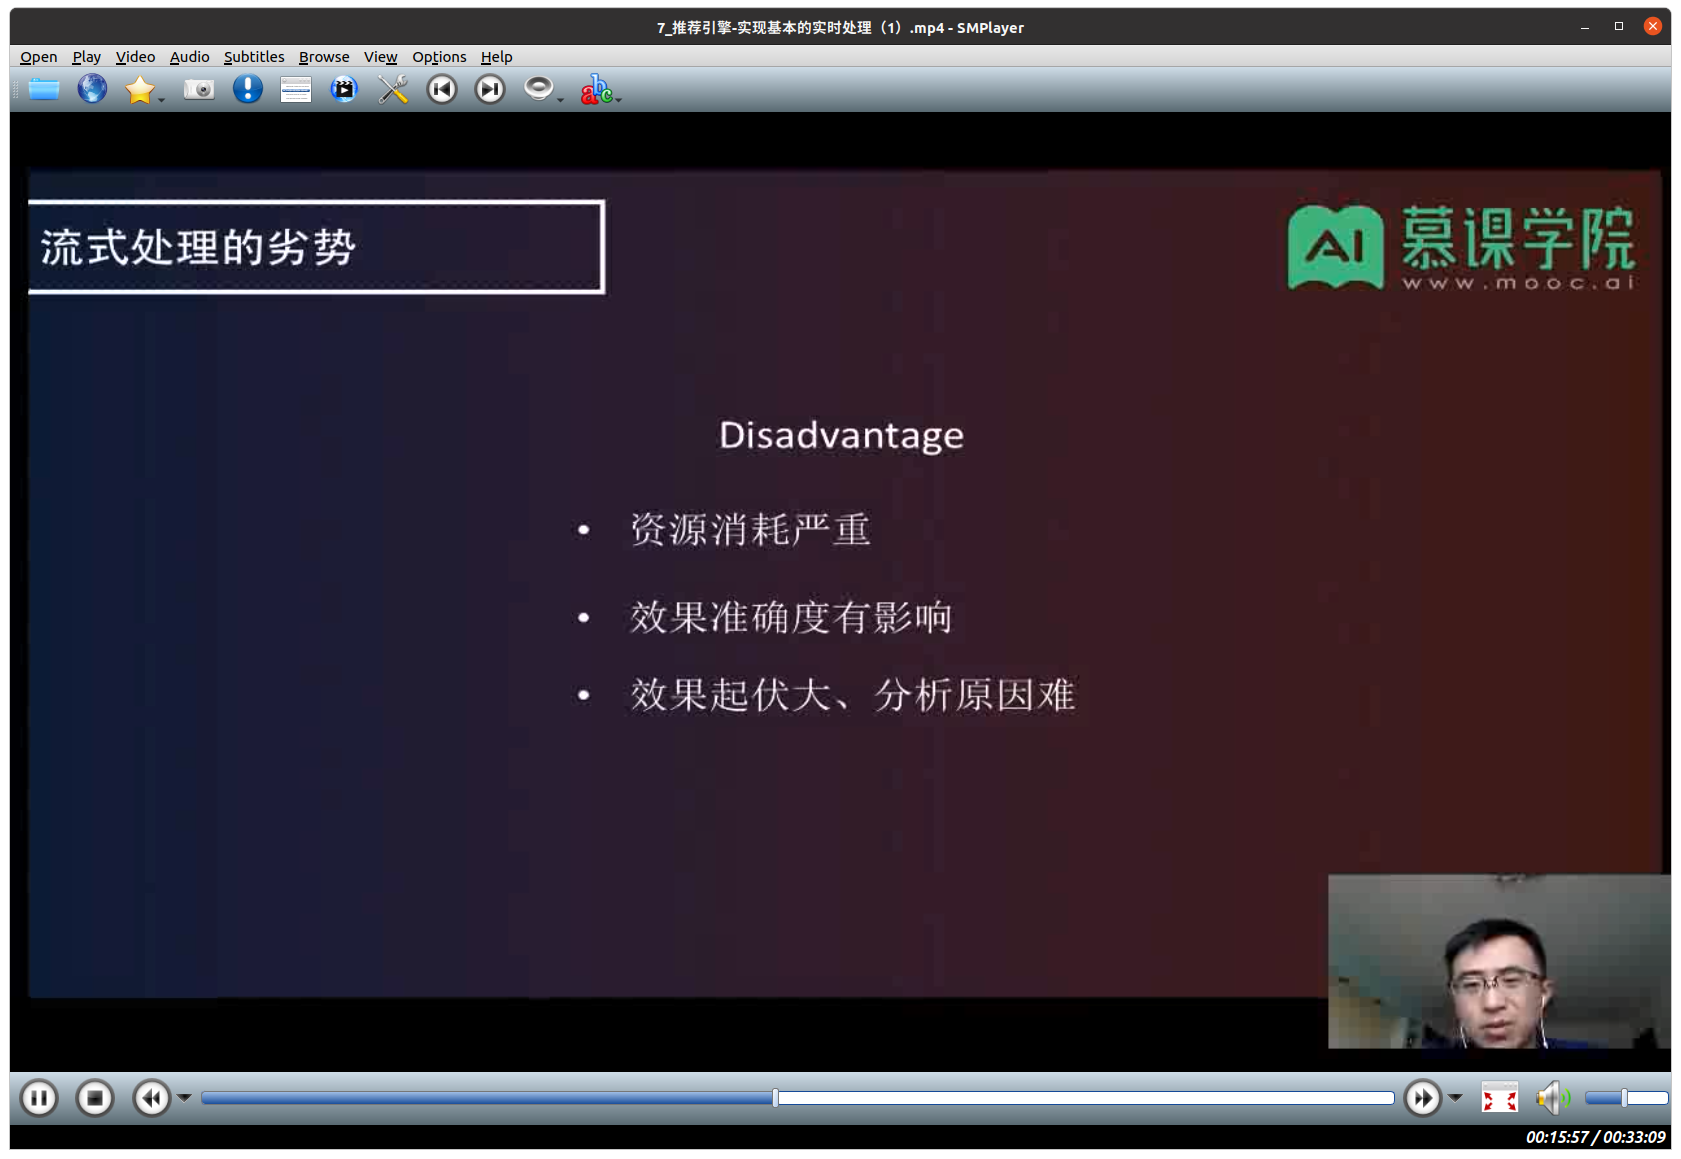 7_推荐引擎-实现基本的实时处理（1）.mp4 - SMPlayer
Open Play Video Audio Subtitles Browse View Options Help
abc
流式处理的劣势
AI 慕课学院
www.mooc.ai
Disadvantage
• 资源消耗严重
• 效果准确度有影响
• 效果起伏大、分析原因难
00:15:57 / 00:33:09